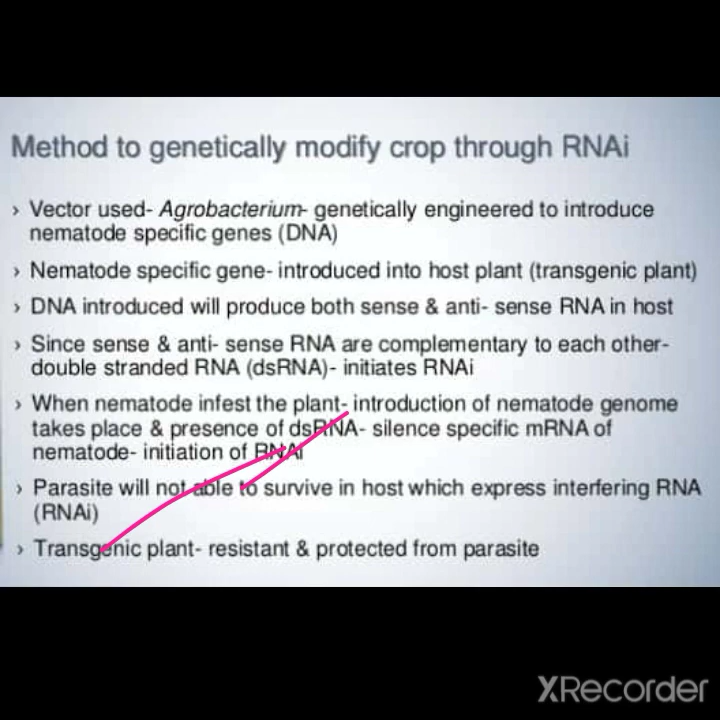 Method to genetically modify crop through RNAi
› Vector used- Agrobacterium- genetically engineered to introduce
nematode specific genes (DNA)
› Nematode specific gene- introduced into host plant (transgenic plant)
› DNA introduced will produce both sense & anti- sense RNA in host
› Since sense & anti- sense RNA are complementary to each other-
double stranded RNA (dsRNA)- initiates RNAi
› When nematode infest the plant- introduction of nematode genome
takes place & presence of dsRNA- silence specific mRNA of
nematode- initiation of RNAi
› Parasite will not able to survive in host which express interfering RNA
(RNAi)
› Transgenic plant- resistant & protected from parasite
XRecorder